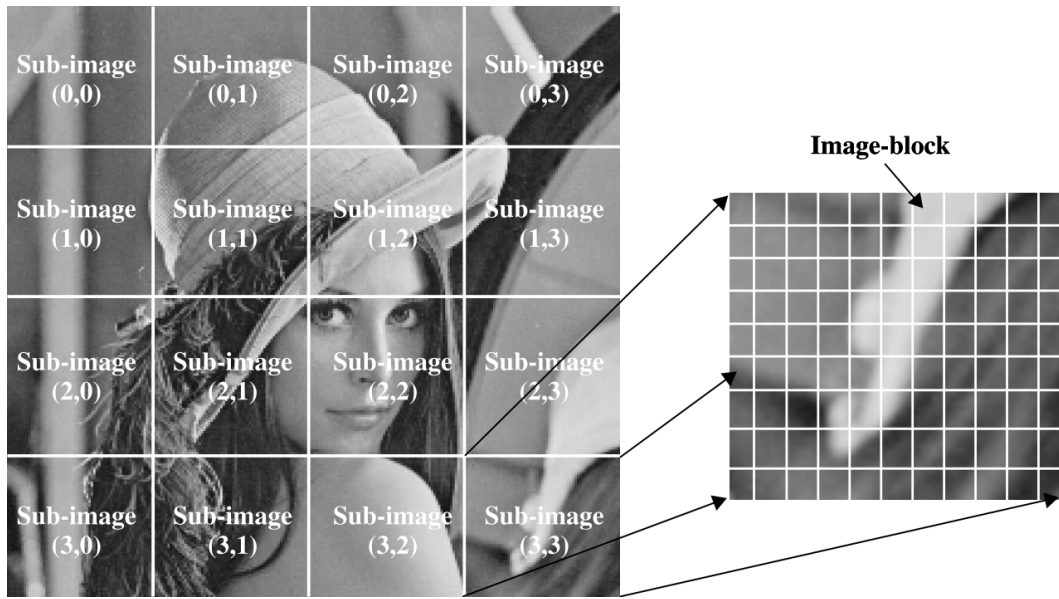 Sub-image
(0,0)
Sub-image
(0,1)
Sub-image
(0,2)
Sub-image
(0,3)
Image-block
Sub-image
(1,0)
Sub-image
(1,1)
Sub-image
(1,2)
Sub-image
(1,3)
Sub-image
(2,0)
Sub-image
(2,1)
Sub-image
(2,2)
Sub-image
(2,3)
Sub-image
(3,0)
Sub-image
(3,1)
Sub-image
(3,2)
Sub-image
(3,3)